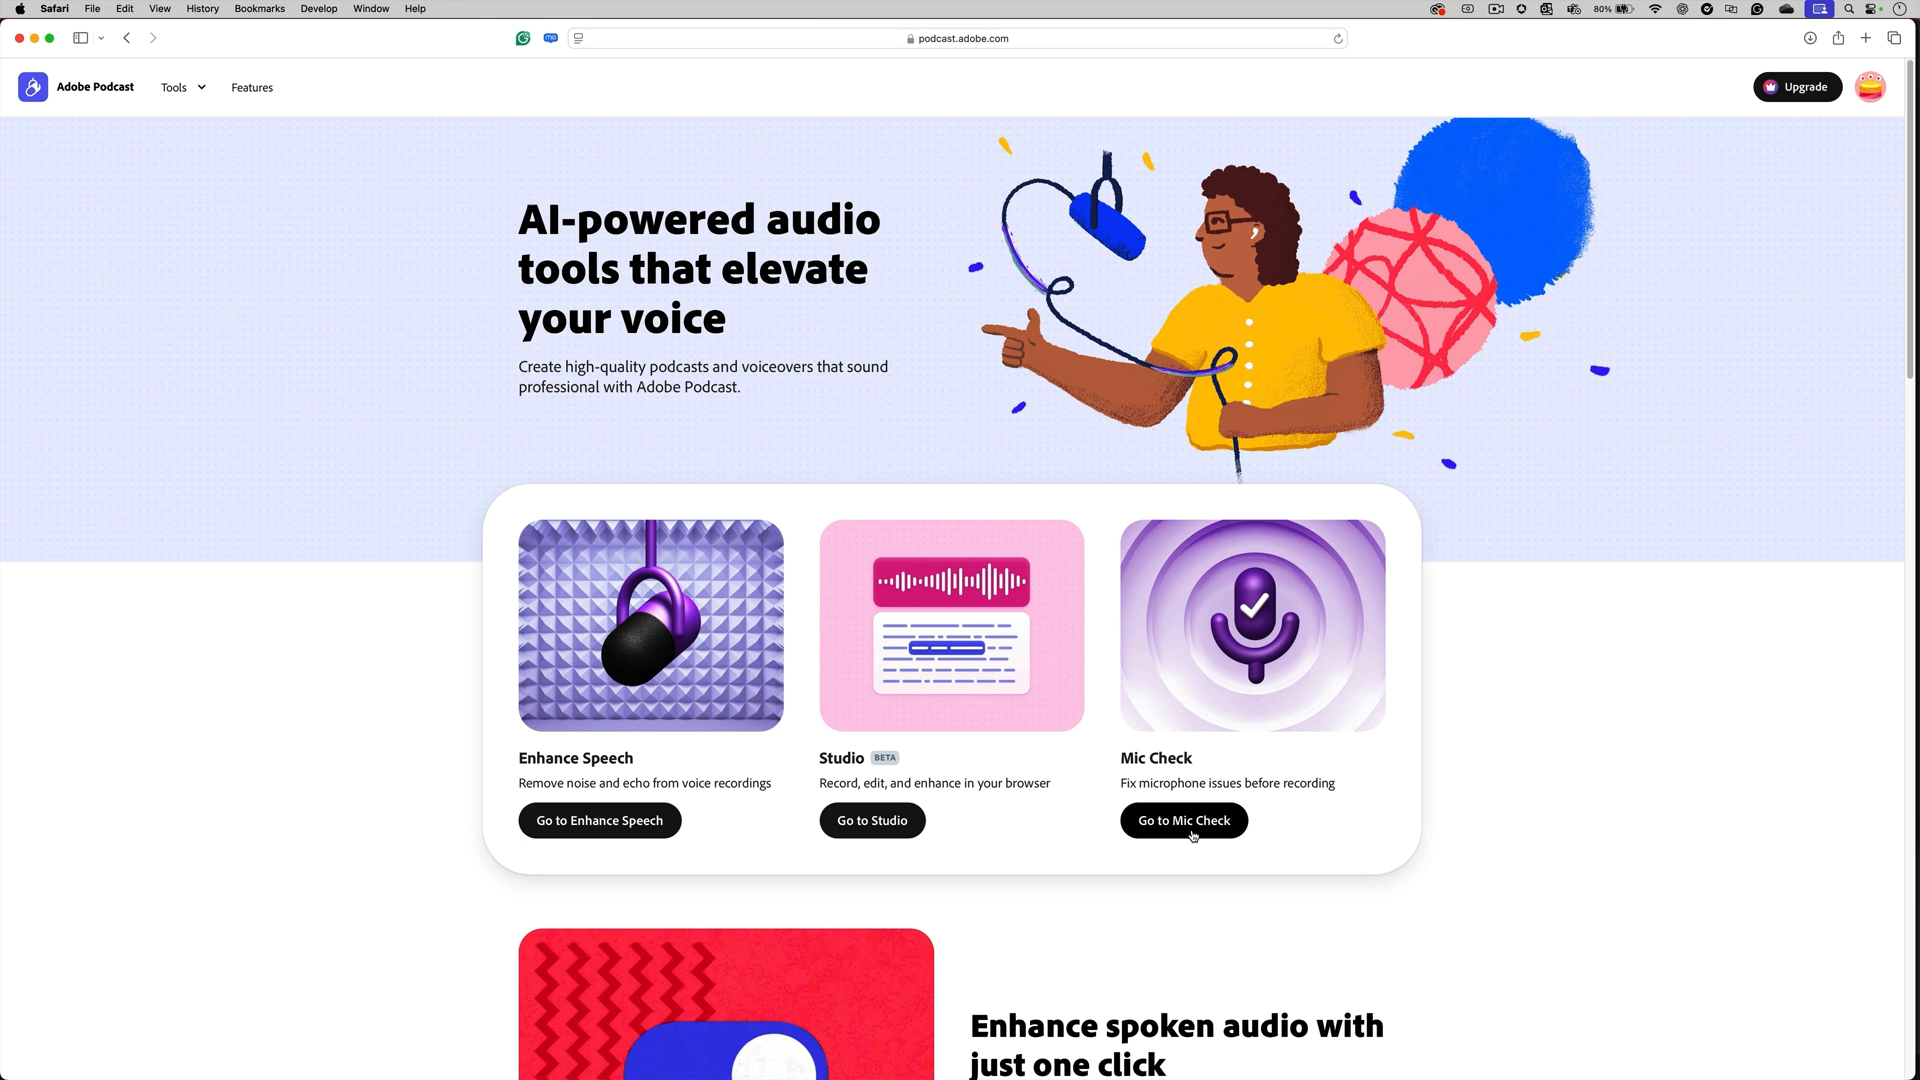 Safari File Edit View History Bookmarks Develop Window Help 80%
podcast.adobe.com
Adobe Podcast Tools Features Upgrade
AI-powered audio
tools that elevate
your voice
Create high-quality podcasts and voiceovers that sound
professional with Adobe Podcast.
Enhance Speech
Remove noise and echo from voice recordings
Go to Enhance Speech
Studio BETA
Record, edit, and enhance in your browser
Go to Studio
Mic Check
Fix microphone issues before recording
Go to Mic Check
Enhance spoken audio with
just one click